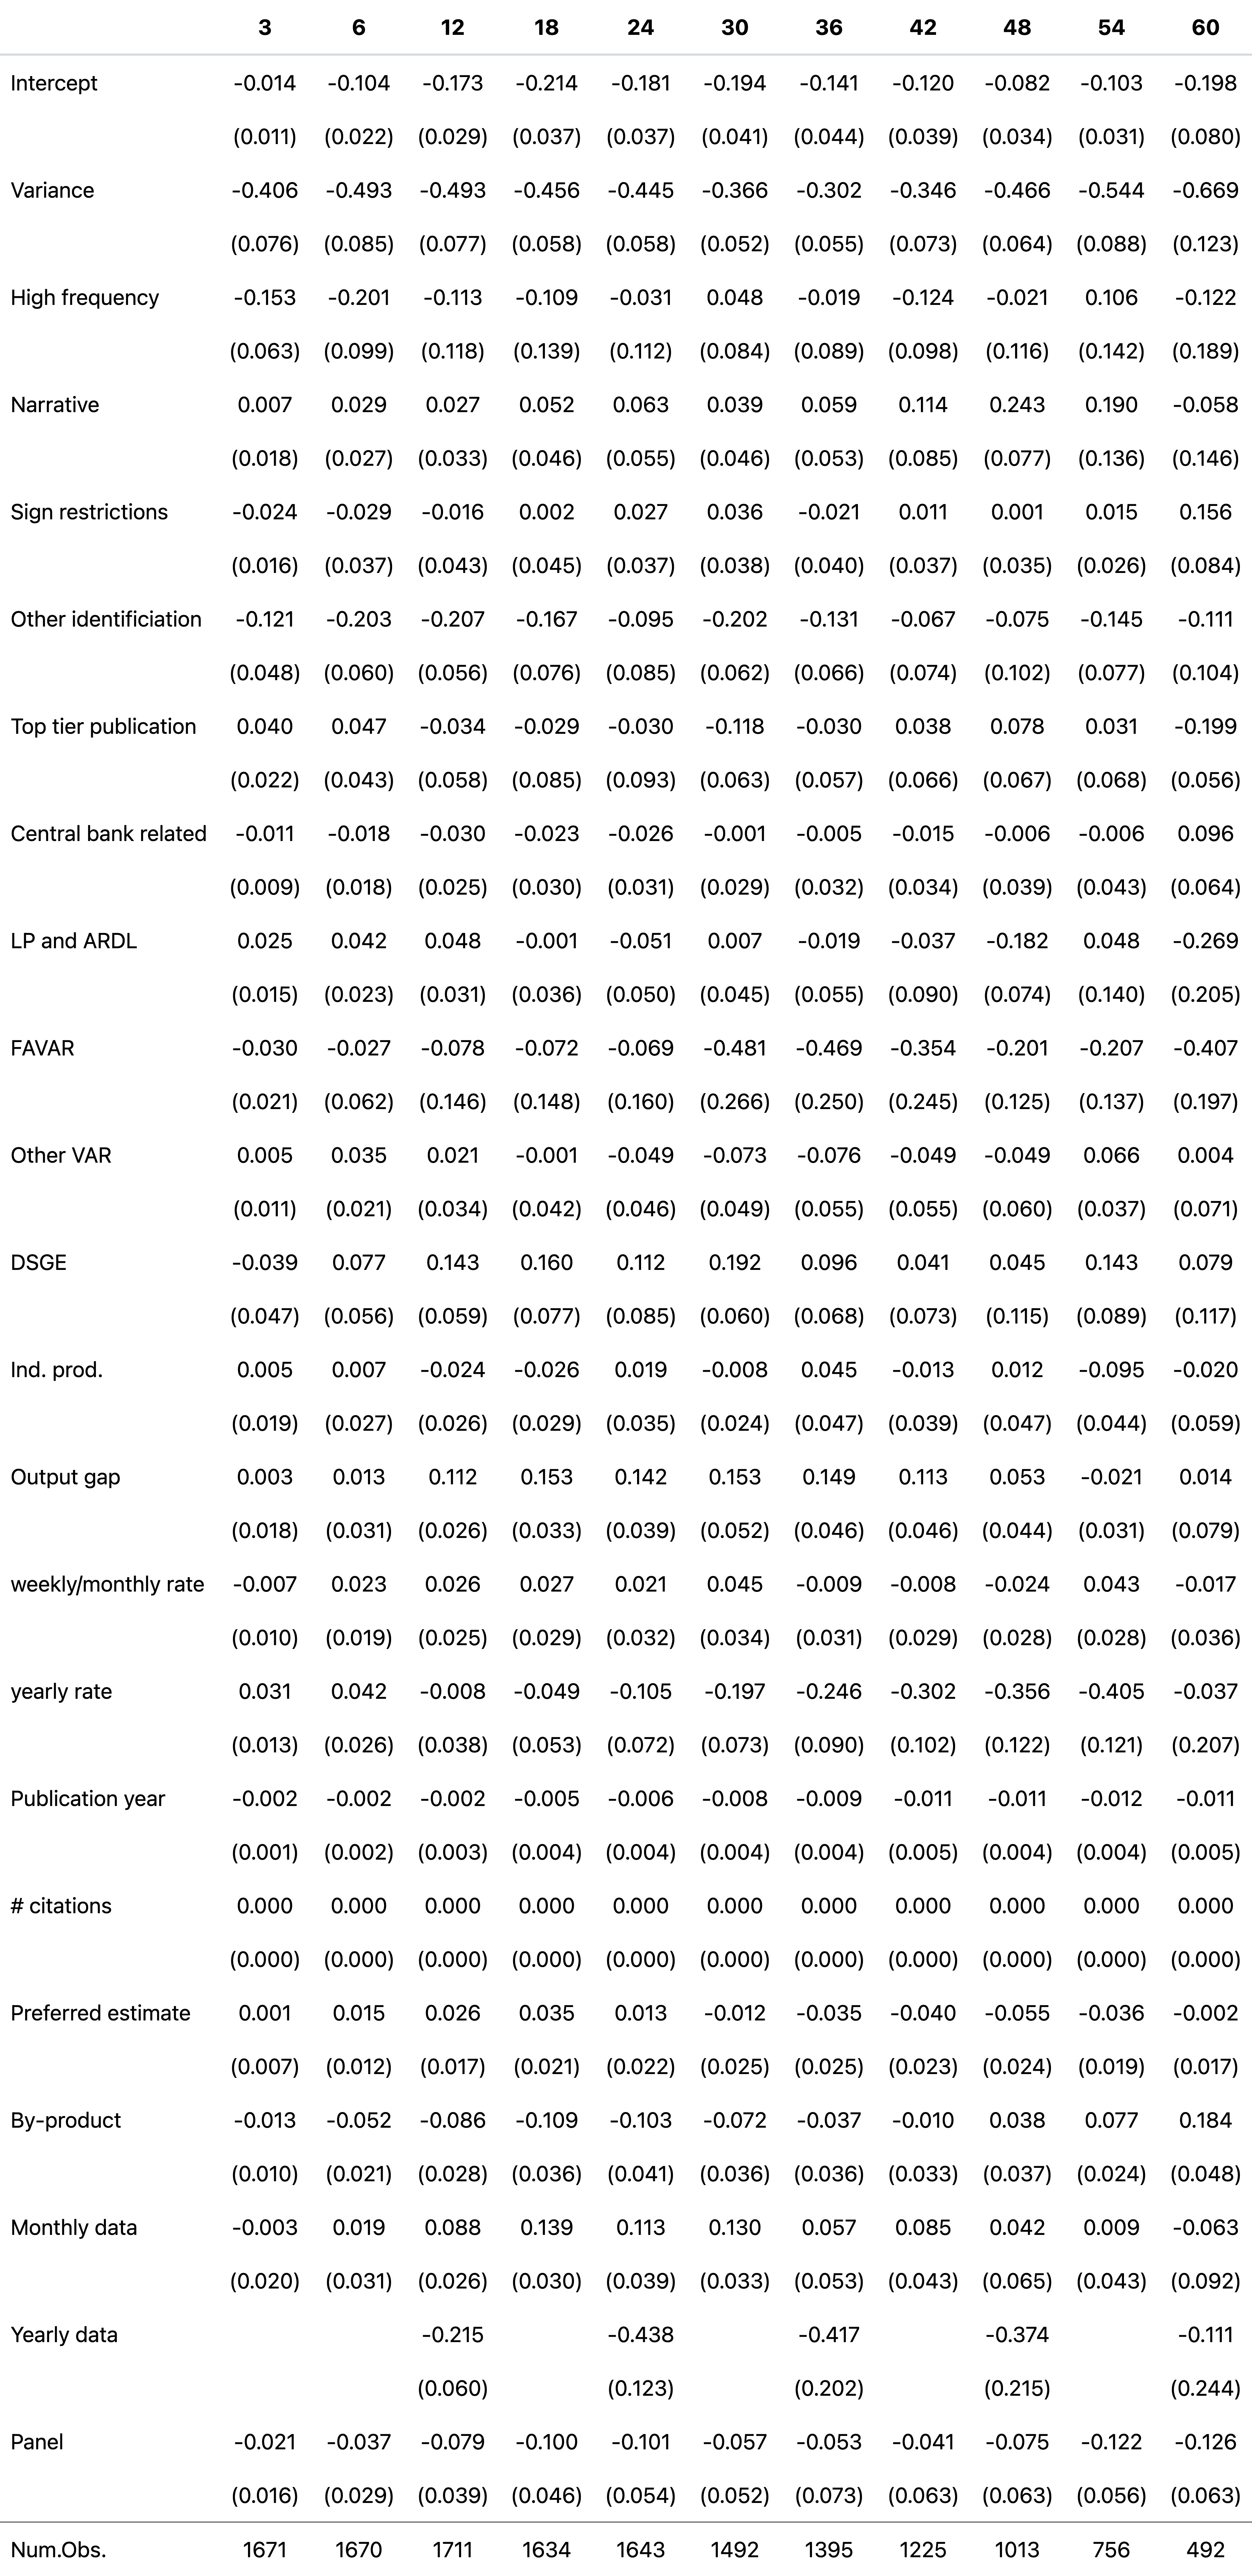 3 6 12 18 24 30 36 42 48 54 60
Intercept -0.014 -0.104 -0.173 -0.214 -0.181 -0.194 -0.141 -0.120 -0.082 -0.103 -0.198
(0.011) (0.022) (0.029) (0.037) (0.037) (0.041) (0.044) (0.039) (0.034) (0.031) (0.080)
Variance -0.406 -0.493 -0.493 -0.456 -0.445 -0.366 -0.302 -0.346 -0.466 -0.544 -0.669
(0.076) (0.085) (0.077) (0.058) (0.058) (0.052) (0.055) (0.073) (0.064) (0.088) (0.123)
High frequency -0.153 -0.201 -0.113 -0.109 -0.031 0.048 -0.019 -0.124 -0.021 0.106 -0.122
(0.063) (0.099) (0.118) (0.139) (0.112) (0.084) (0.089) (0.098) (0.116) (0.142) (0.189)
Narrative 0.007 0.029 0.027 0.052 0.063 0.039 0.059 0.114 0.243 0.190 -0.058
(0.018) (0.027) (0.033) (0.046) (0.055) (0.046) (0.053) (0.085) (0.077) (0.136) (0.146)
Sign restrictions -0.024 -0.029 -0.016 0.002 0.027 0.036 -0.021 0.011 0.001 0.015 0.156
(0.016) (0.037) (0.043) (0.045) (0.037) (0.038) (0.040) (0.037) (0.035) (0.026) (0.084)
Other identificiation -0.121 -0.203 -0.207 -0.167 -0.095 -0.202 -0.131 -0.067 -0.075 -0.145 -0.111
(0.048) (0.060) (0.056) (0.076) (0.085) (0.062) (0.066) (0.074) (0.102) (0.077) (0.104)
Top tier publication 0.040 0.047 -0.034 -0.029 -0.030 -0.118 -0.030 0.038 0.078 0.031 -0.199
(0.022) (0.043) (0.058) (0.085) (0.093) (0.063) (0.057) (0.066) (0.067) (0.068) (0.056)
Central bank related -0.011 -0.018 -0.030 -0.023 -0.026 -0.001 -0.005 -0.015 -0.006 -0.006 0.096
(0.009) (0.018) (0.025) (0.030) (0.031) (0.029) (0.032) (0.034) (0.039) (0.043) (0.064)
LP and ARDL 0.025 0.042 0.048 -0.001 -0.051 0.007 -0.019 -0.037 -0.182 0.048 -0.269
(0.015) (0.023) (0.031) (0.036) (0.050) (0.045) (0.055) (0.090) (0.074) (0.140) (0.205)
FAVAR -0.030 -0.027 -0.078 -0.072 -0.069 -0.481 -0.469 -0.354 -0.201 -0.207 -0.407
(0.021) (0.062) (0.146) (0.148) (0.160) (0.266) (0.250) (0.245) (0.125) (0.137) (0.197)
Other VAR 0.005 0.035 0.021 -0.001 -0.049 -0.073 -0.076 -0.049 -0.049 0.066 0.004
(0.011) (0.021) (0.034) (0.042) (0.046) (0.049) (0.055) (0.055) (0.060) (0.037) (0.071)
DSGE -0.039 0.077 0.143 0.160 0.112 0.192 0.096 0.041 0.045 0.143 0.079
(0.047) (0.056) (0.059) (0.077) (0.085) (0.060) (0.068) (0.073) (0.115) (0.089) (0.117)
Ind. prod. 0.005 0.007 -0.024 -0.026 0.019 -0.008 0.045 -0.013 0.012 -0.095 -0.020
(0.019) (0.027) (0.026) (0.029) (0.035) (0.024) (0.047) (0.039) (0.047) (0.044) (0.059)
Output gap 0.003 0.013 0.112 0.153 0.142 0.153 0.149 0.113 0.053 -0.021 0.014
(0.018) (0.031) (0.026) (0.033) (0.039) (0.052) (0.046) (0.046) (0.044) (0.031) (0.079)
weekly/monthly rate -0.007 0.023 0.026 0.027 0.021 0.045 -0.009 -0.008 -0.024 0.043 -0.017
(0.010) (0.019) (0.025) (0.029) (0.032) (0.034) (0.031) (0.029) (0.028) (0.028) (0.036)
yearly rate 0.031 0.042 -0.008 -0.049 -0.105 -0.197 -0.246 -0.302 -0.356 -0.405 -0.037
(0.013) (0.026) (0.038) (0.053) (0.072) (0.073) (0.090) (0.102) (0.122) (0.121) (0.207)
Publication year -0.002 -0.002 -0.002 -0.005 -0.006 -0.008 -0.009 -0.011 -0.011 -0.012 -0.011
(0.001) (0.002) (0.003) (0.004) (0.004) (0.004) (0.004) (0.005) (0.004) (0.004) (0.005)
# citations 0.000 0.000 0.000 0.000 0.000 0.000 0.000 0.000 0.000 0.000 0.000
(0.000) (0.000) (0.000) (0.000) (0.000) (0.000) (0.000) (0.000) (0.000) (0.000) (0.000)
Preferred estimate 0.001 0.015 0.026 0.035 0.013 -0.012 -0.035 -0.040 -0.055 -0.036 -0.002
(0.007) (0.012) (0.017) (0.021) (0.022) (0.025) (0.025) (0.023) (0.024) (0.019) (0.017)
By-product -0.013 -0.052 -0.086 -0.109 -0.103 -0.072 -0.037 -0.010 0.038 0.077 0.184
(0.010) (0.021) (0.028) (0.036) (0.041) (0.036) (0.036) (0.033) (0.037) (0.024) (0.048)
Monthly data -0.003 0.019 0.088 0.139 0.113 0.130 0.057 0.085 0.042 0.009 -0.063
(0.020) (0.031) (0.026) (0.030) (0.039) (0.033) (0.053) (0.043) (0.065) (0.043) (0.092)
Yearly data -0.215 -0.438 -0.417 -0.374 -0.111
(0.060) (0.123) (0.202) (0.215) (0.244)
Panel -0.021 -0.037 -0.079 -0.100 -0.101 -0.057 -0.053 -0.041 -0.075 -0.122 -0.126
(0.016) (0.029) (0.039) (0.046) (0.054) (0.052) (0.073) (0.063) (0.063) (0.056) (0.063)
Num.Obs. 1671 1670 1711 1634 1643 1492 1395 1225 1013 756 492